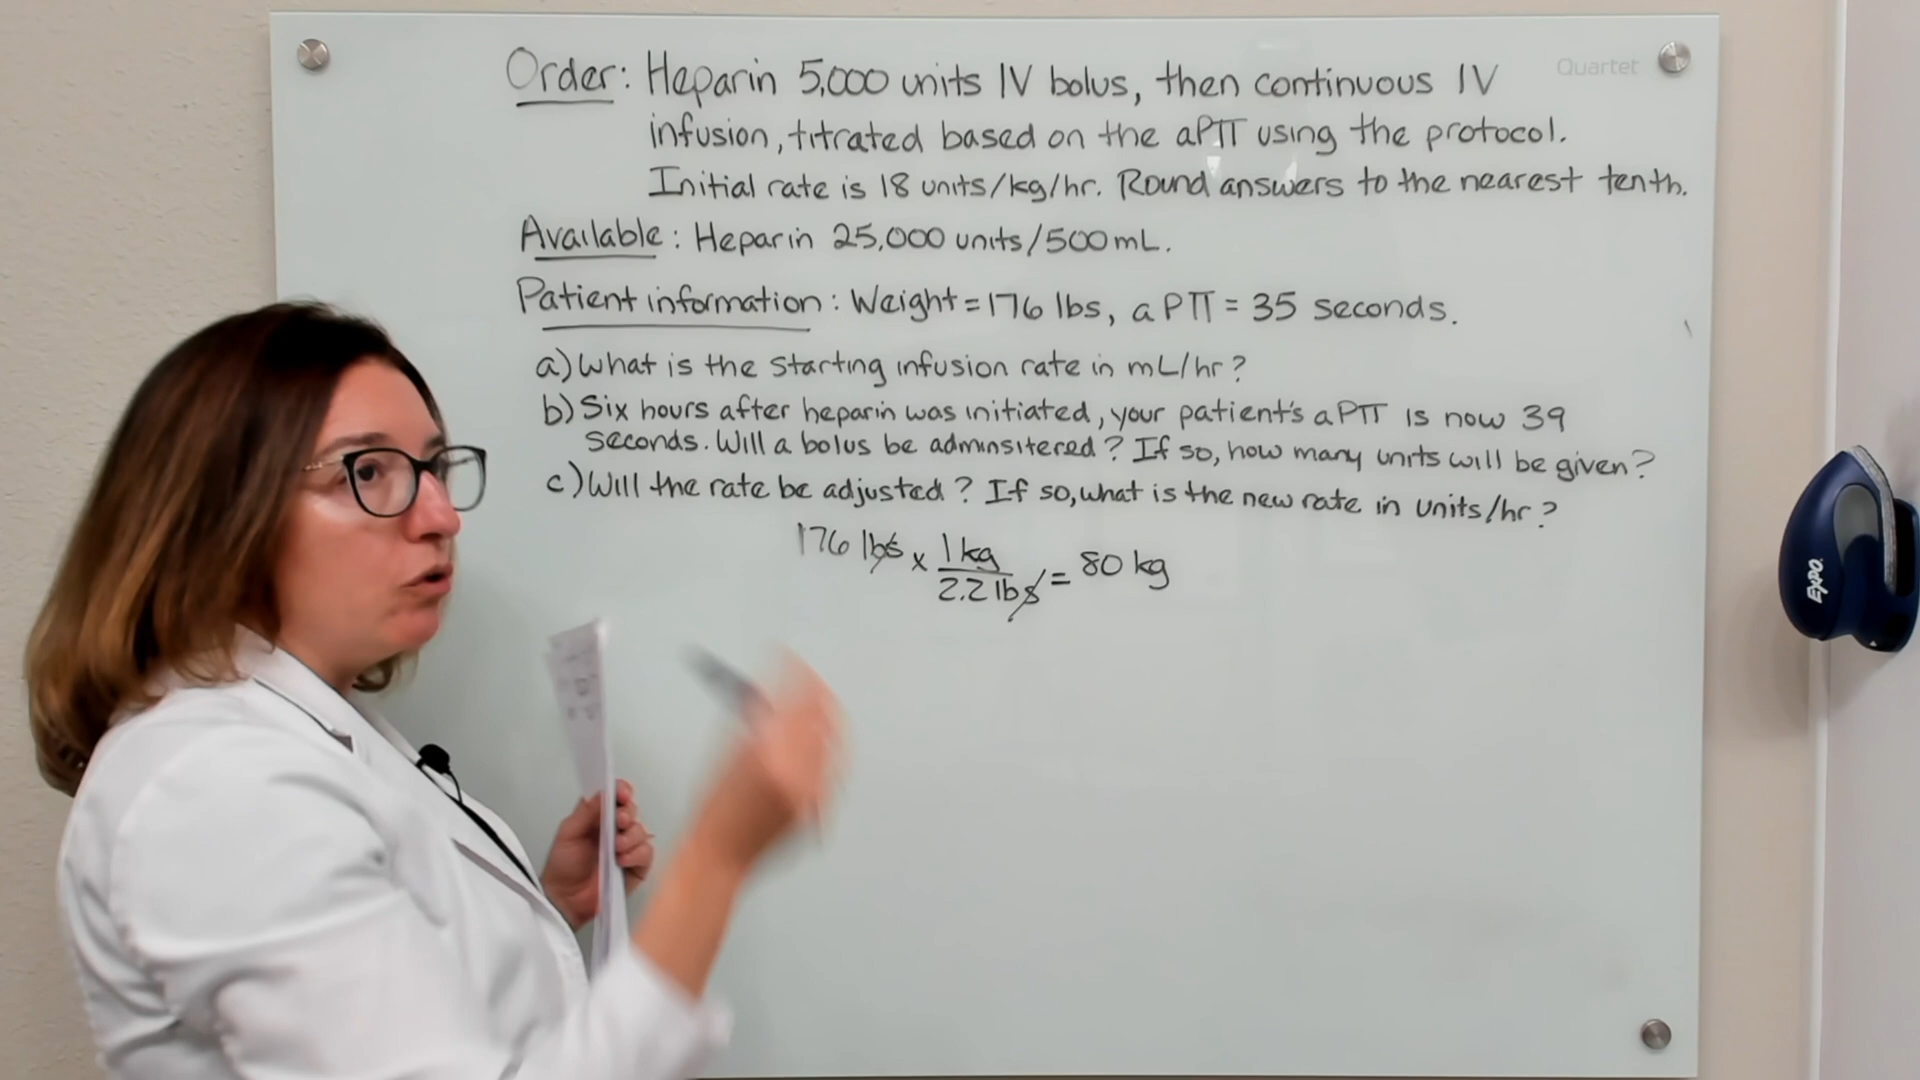 Quartet
Order: Heparin 5,000 units IV bolus, then continuous IV
infusion, titrated based on the aPTT using the protocol.
Initial rate is 18 units/kg/hr. Round answers to the nearest tenth.
Available: Heparin 25,000 units/500mL.
Patient information: Weight=176 lbs, aPTT = 35 seconds.
a) What is the starting infusion rate in mL/hr?
b) Six hours after heparin was initiated, your patient's aPTT is now 39
seconds. Will a bolus be adminsitered? If so, how many units will be given?
c) Will the rate be adjusted? If so, what is the new rate in units/hr?
176 lbs x 1 kg / 2.2 lbs = 80 kg
EXPO